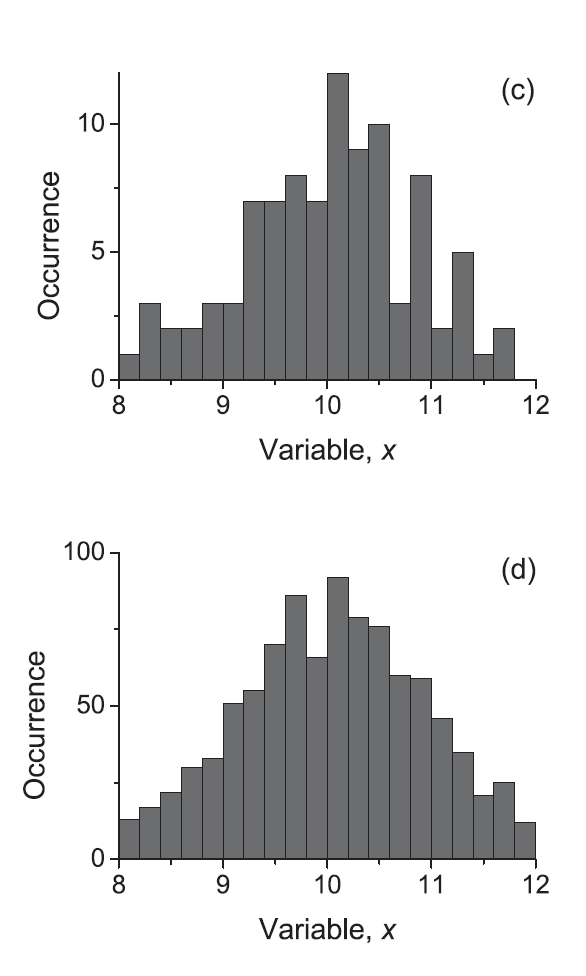 (c)
10
5
0
Occurrence
8 9 10 11 12
Variable, x
(d)
100
50
0
Occurrence
8 9 10 11 12
Variable, x